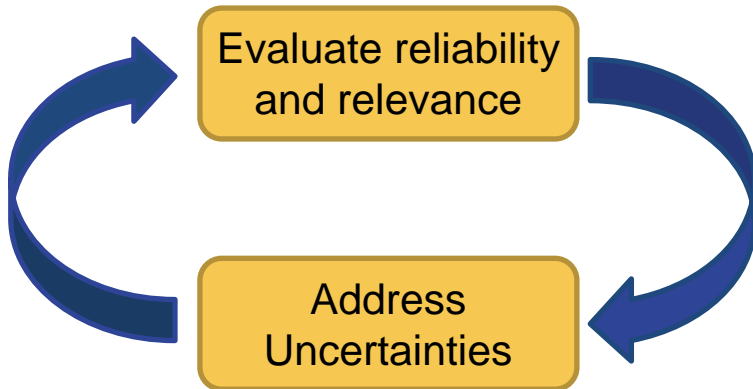 Evaluate reliability
and relevance
Address
Uncertainties